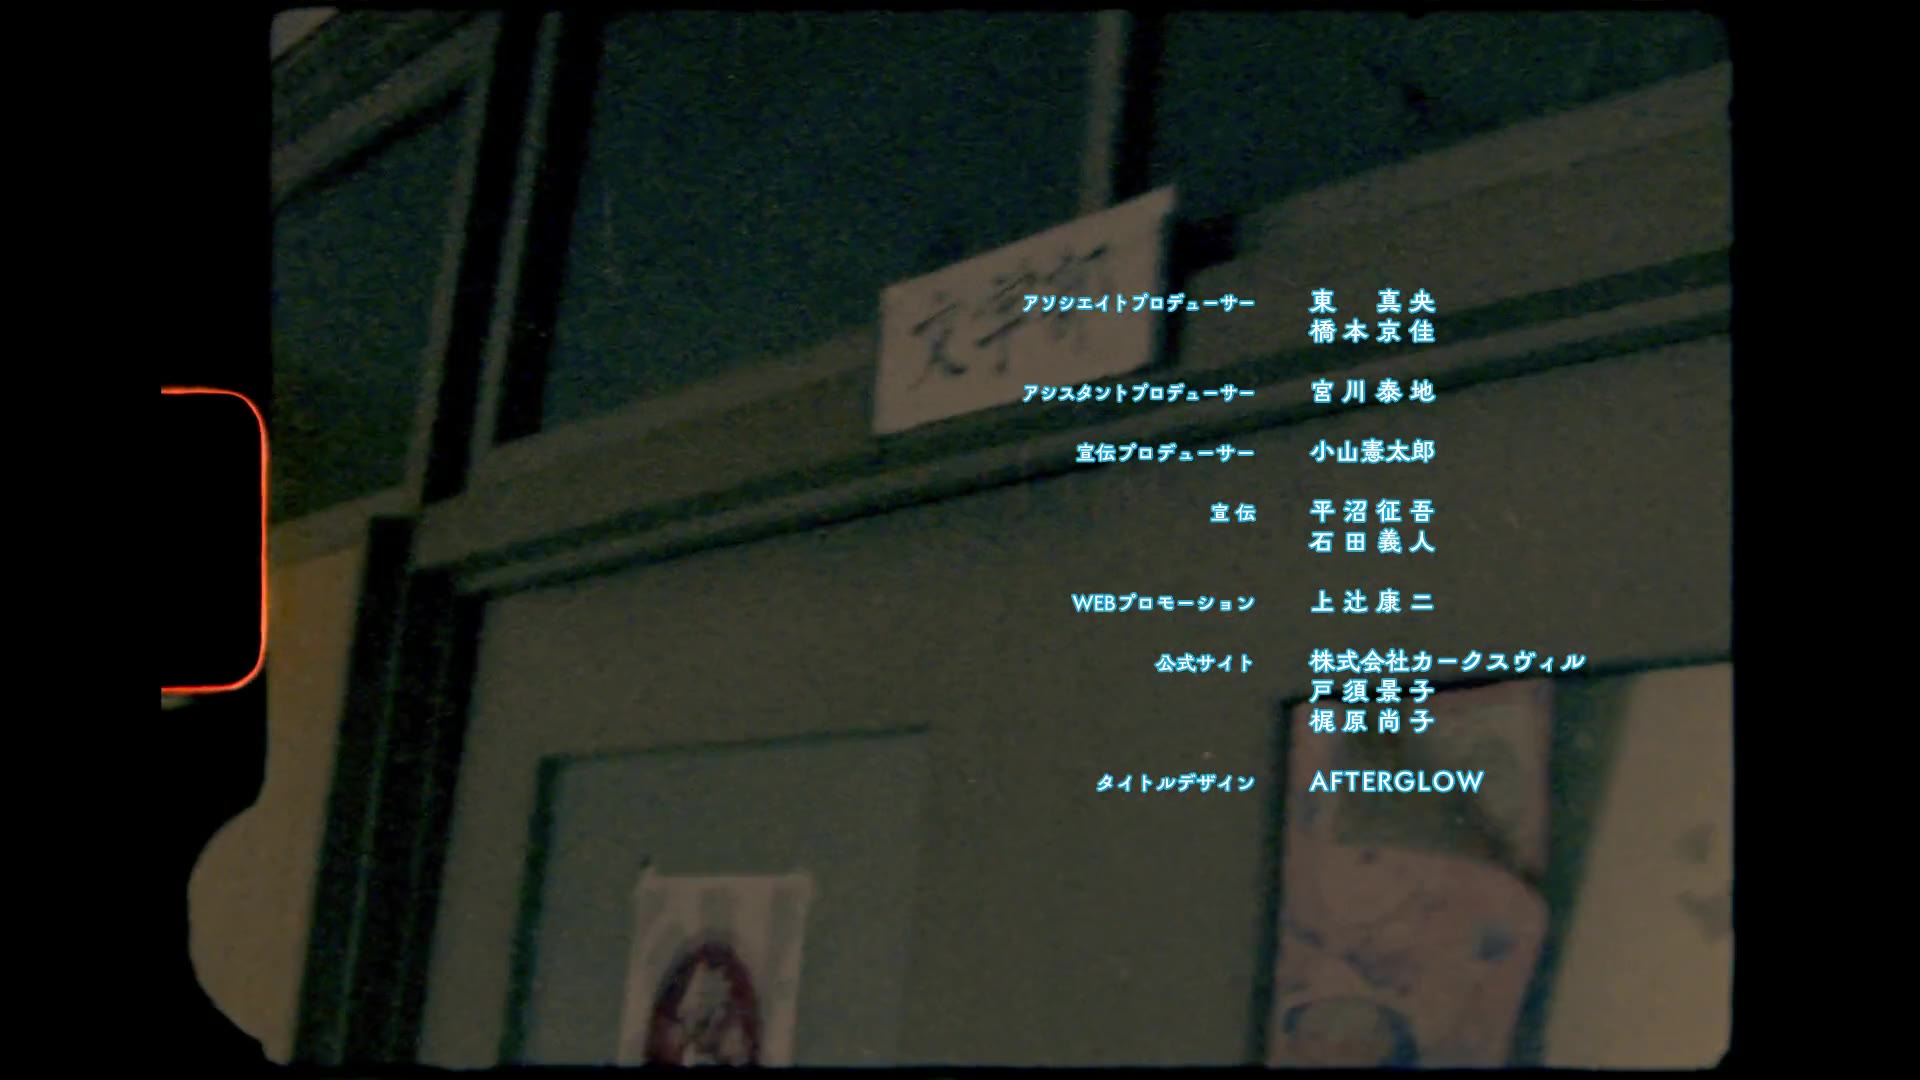 アソシエイトプロデューサー 東 真央
橋本京佳
アシスタントプロデューサー 宮川泰地
宣伝プロデューサー 小山憲太郎
宣伝 平沼征吾
石田義人
WEBプロモーション 上辻康二
公式サイト 株式会社カークスヴィル
戸須景子
梶原尚子
タイトルデザイン AFTERGLOW